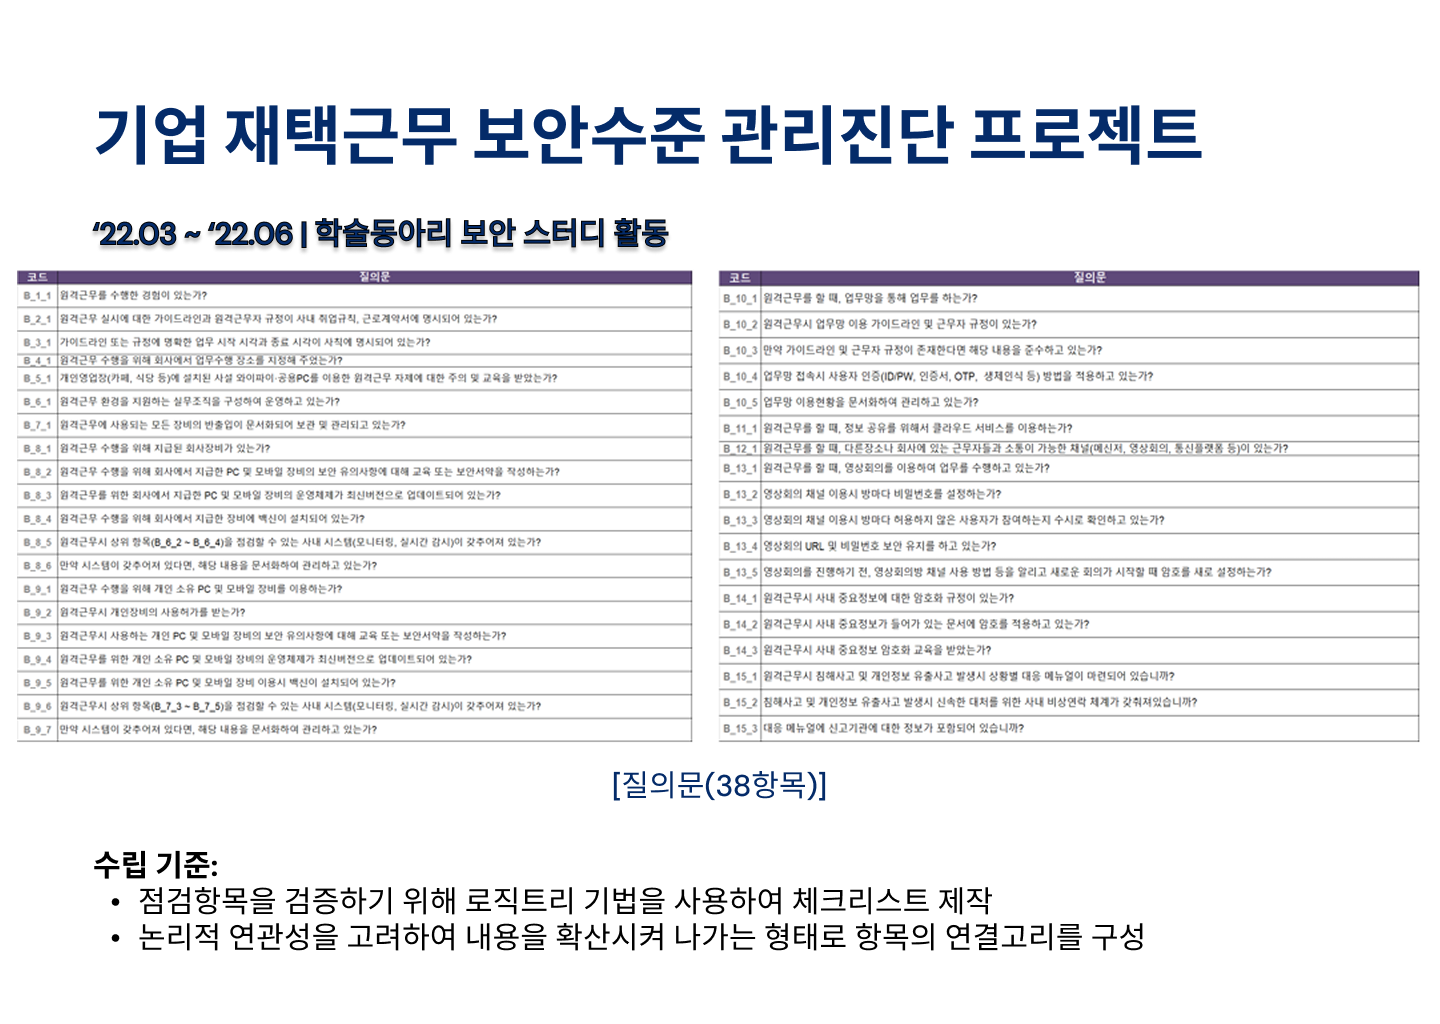 기업 재택근무 보안수준 관리진단 프로젝트
‘22.03 ~ ‘22.06 | 학술동아리 보안 스터디 활동
코드 질의문
B_1_1 원격근무를 수행한 경험이 있는가?
B_2_1 원격근무 실시에 대한 가이드라인과 원격근무자 규정이 사내 취업규칙, 근로계약서에 명시되어 있는가?
B_3_1 가이드라인 또는 규정에 명확한 업무 시작 시각과 종료 시각이 사칙에 명시되어 있는가?
B_4_1 원격근무 수행을 위해 회사에서 업무수행 장소를 지정해 주었는가?
B_5_1 개인영업장(카페, 식당 등)에 설치된 사설 와이파이·공용PC를 이용한 원격근무 자제에 대한 주의 및 교육을 받았는가?
B_6_1 원격근무 환경을 지원하는 실무조직을 구성하여 운영하고 있는가?
B_7_1 원격근무에 사용되는 모든 장비의 반출입이 문서화되어 보관 및 관리되고 있는가?
B_8_1 원격근무 수행을 위해 지급된 회사장비가 있는가?
B_8_2 원격근무 수행을 위해 회사에서 지급한 PC 및 모바일 장비의 보안 유의사항에 대해 교육 또는 보안서약을 작성하는가?
B_8_3 원격근무를 위한 회사에서 지급한 PC 및 모바일 장비의 운영체제가 최신버전으로 업데이트되어 있는가?
B_8_4 원격근무 수행을 위해 회사에서 지급한 장비에 백신이 설치되어 있는가?
B_8_5 원격근무시 상위 항목(B_6_2 ~ B_6_4)을 점검할 수 있는 사내 시스템(모니터링, 실시간 감시)이 갖추어져 있는가?
B_8_6 만약 시스템이 갖추어져 있다면, 해당 내용을 문서화하여 관리하고 있는가?
B_9_1 원격근무 수행을 위해 개인 소유 PC 및 모바일 장비를 이용하는가?
B_9_2 원격근무시 개인장비의 사용허가를 받는가?
B_9_3 원격근무시 사용하는 개인 PC 및 모바일 장비의 보안 유의사항에 대해 교육 또는 보안서약을 작성하는가?
B_9_4 원격근무를 위한 개인 소유 PC 및 모바일 장비의 운영체제가 최신버전으로 업데이트되어 있는가?
B_9_5 원격근무를 위한 개인 소유 PC 및 모바일 장비 이용시 백신이 설치되어 있는가?
B_9_6 원격근무시 상위 항목(B_7_3 ~ B_7_5)을 점검할 수 있는 사내 시스템(모니터링, 실시간 감시)이 갖추어져 있는가?
B_9_7 만약 시스템이 갖추어져 있다면, 해당 내용을 문서화하여 관리하고 있는가?
코드 질의문
B_10_1 원격근무를 할 때, 업무망을 통해 업무를 하는가?
B_10_2 원격근무시 업무망 이용 가이드라인 및 근무자 규정이 있는가?
B_10_3 만약 가이드라인 및 근무자 규정이 존재한다면 해당 내용을 준수하고 있는가?
B_10_4 업무망 접속시 사용자 인증(ID/PW, 인증서, OTP, 생체인식 등) 방법을 적용하고 있는가?
B_10_5 업무망 이용현황을 문서화하여 관리하고 있는가?
B_11_1 원격근무를 할 때, 정보 공유를 위해서 클라우드 서비스를 이용하는가?
B_12_1 원격근무를 할 때, 다른장소나 회사에 있는 근무자들과 소통이 가능한 채널(메신저, 영상회의, 통신플랫폼 등)이 있는가?
B_13_1 원격근무를 할 때, 영상회의를 이용하여 업무를 수행하고 있는가?
B_13_2 영상회의 채널 이용시 방마다 비밀번호를 설정하는가?
B_13_3 영상회의 채널 이용시 방마다 허용하지 않은 사용자가 참여하는지 수시로 확인하고 있는가?
B_13_4 영상회의 URL 및 비밀번호 보안 유지를 하고 있는가?
B_13_5 영상회의를 진행하기 전, 영상회의방 채널 사용 방법 등을 알리고 새로운 회의가 시작할 때 암호를 새로 설정하는가?
B_14_1 원격근무시 사내 중요정보에 대한 암호화 규정이 있는가?
B_14_2 원격근무시 사내 중요정보가 들어가 있는 문서에 암호를 적용하고 있는가?
B_14_3 원격근무시 사내 중요정보 암호화 교육을 받았는가?
B_15_1 원격근무시 침해사고 및 개인정보 유출사고 발생시 상황별 대응 메뉴얼이 마련되어 있습니까?
B_15_2 침해사고 및 개인정보 유출사고 발생시 신속한 대처를 위한 사내 비상연락 체계가 갖춰져있습니까?
B_15_3 대응 메뉴얼에 신고기관에 대한 정보가 포함되어 있습니까?
[질의문(38항목)]
수립 기준:
• 점검항목을 검증하기 위해 로직트리 기법을 사용하여 체크리스트 제작
• 논리적 연관성을 고려하여 내용을 확산시켜 나가는 형태로 항목의 연결고리를 구성